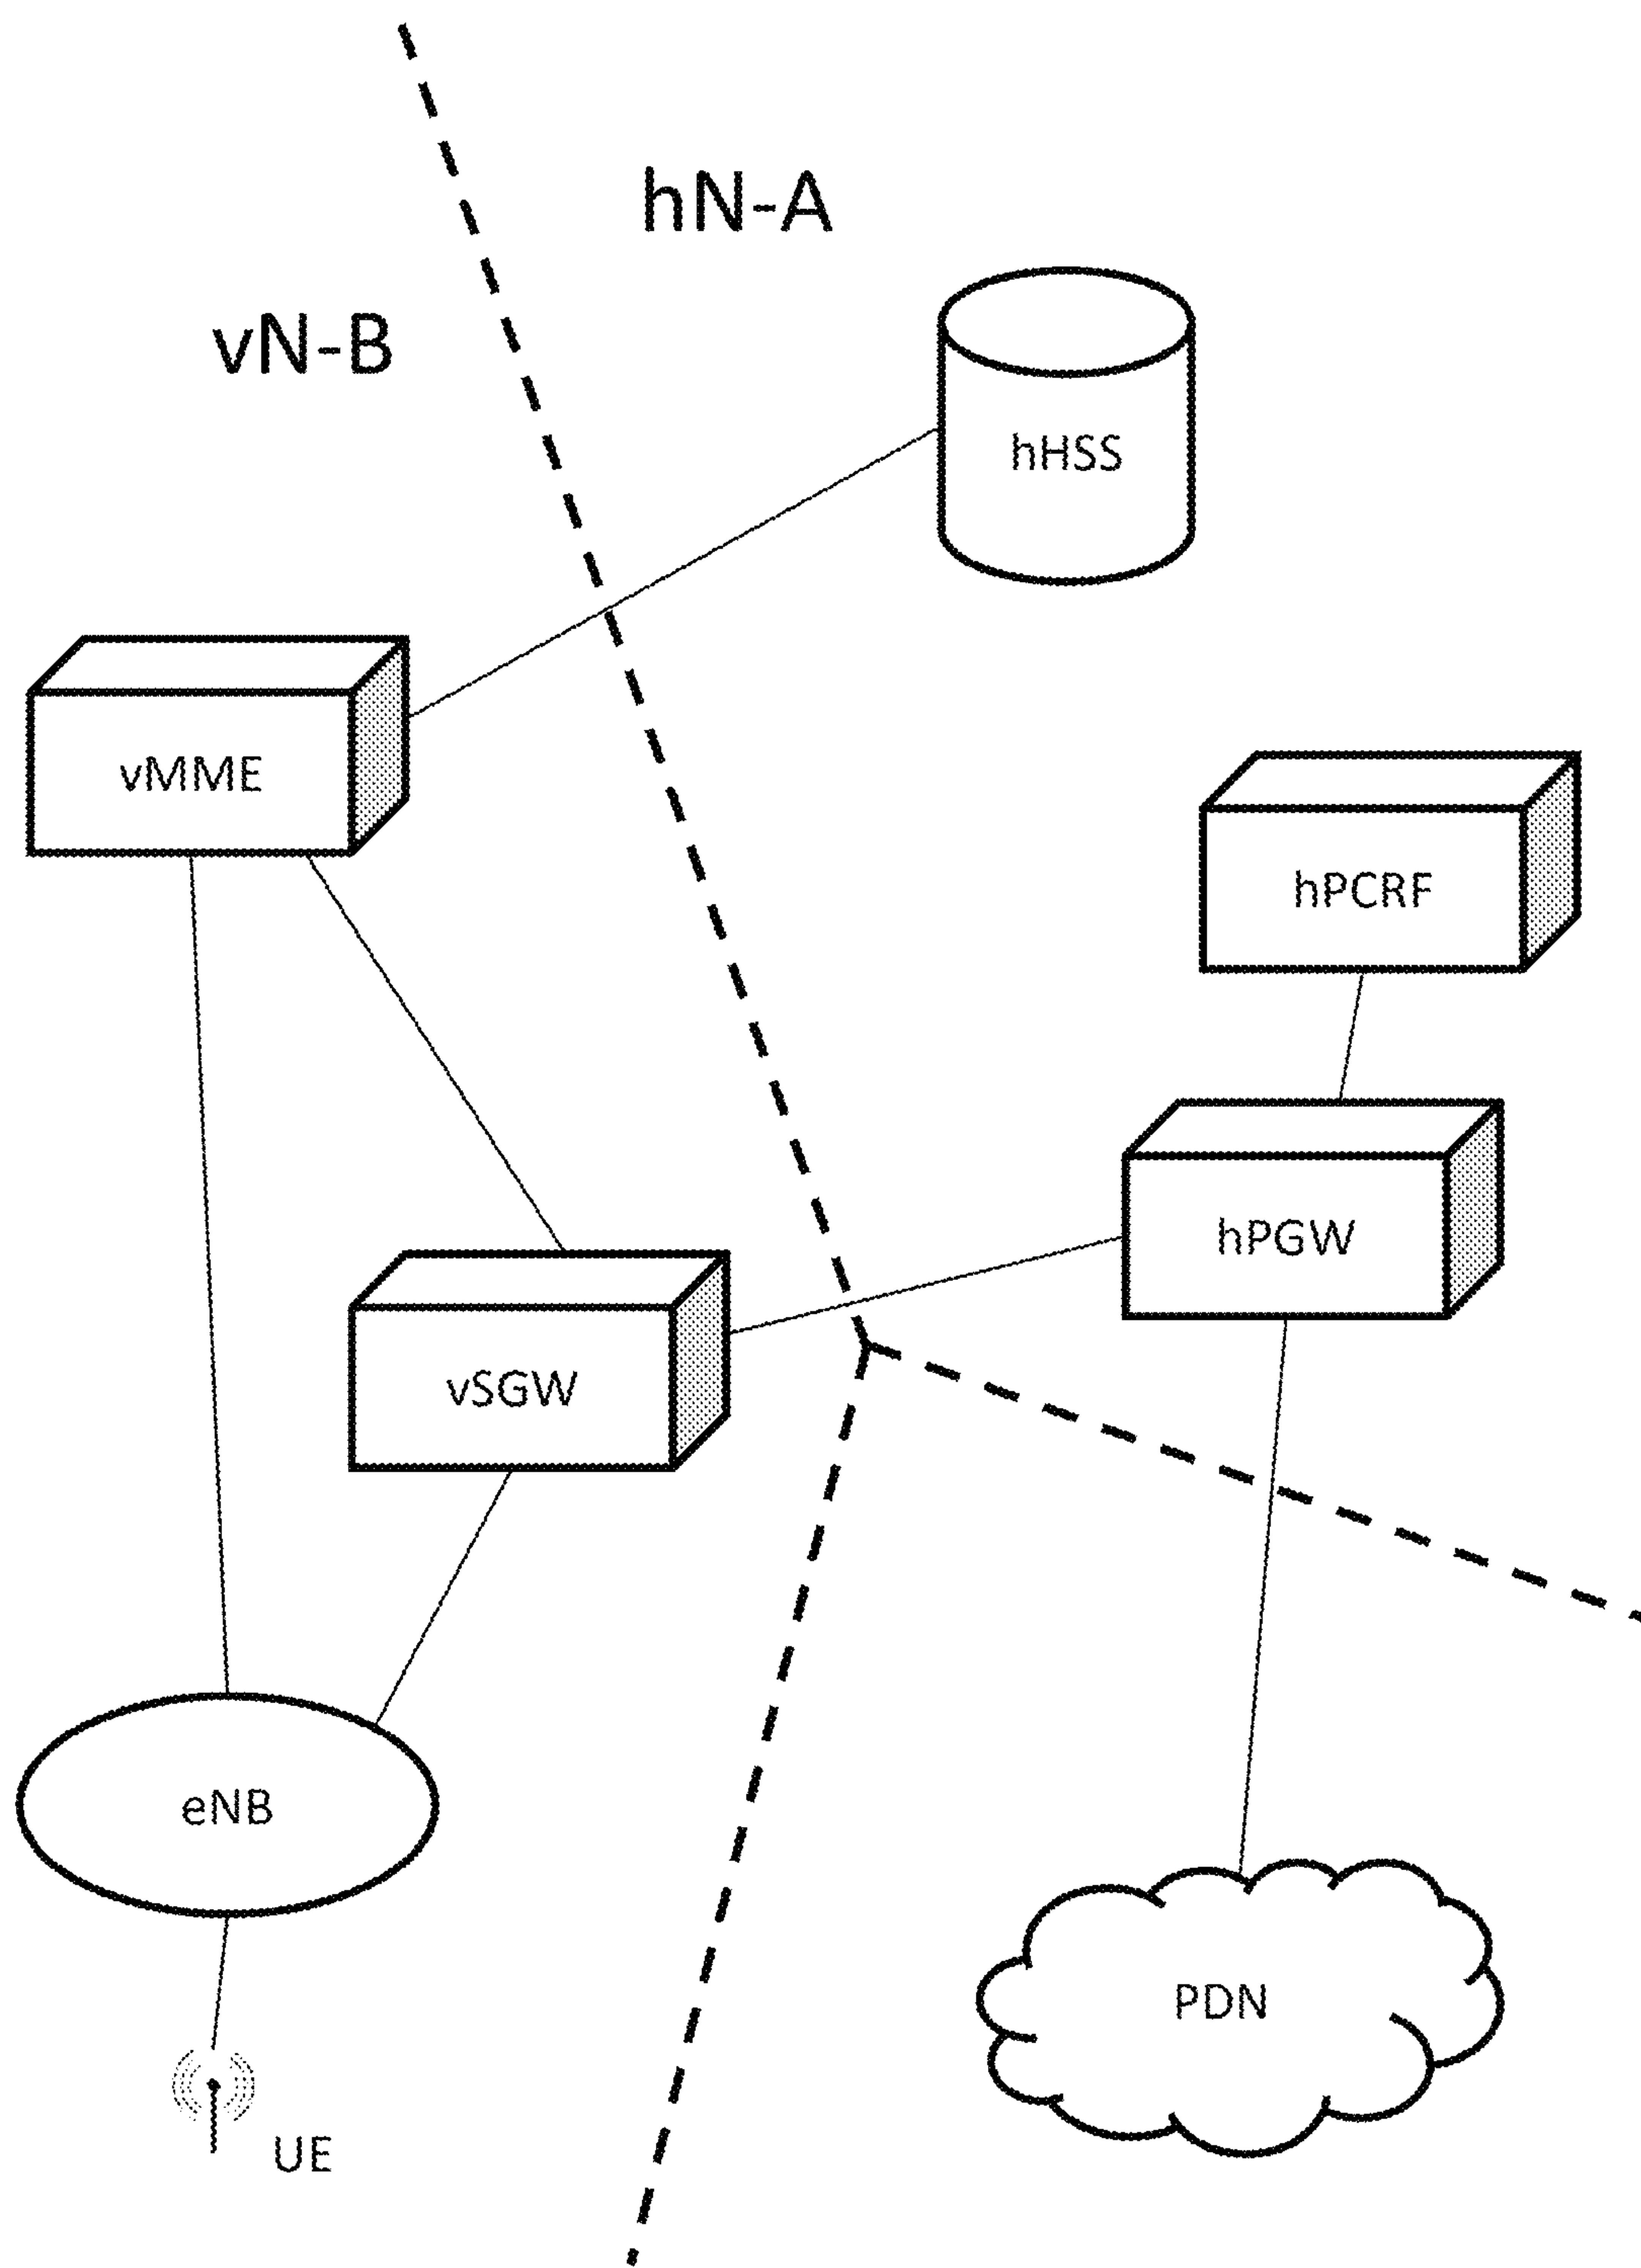 hN-A
vN-B
hHSS
vMME
hPCRF
hPGW
vSGW
eNB
PDN
UE